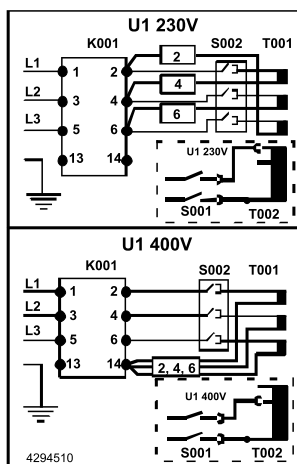 U1 230V
K001 S002 T001
L1 1 2 2
L2 3 4 4
L3 5 6 6
13 14
U1 230V
S001 T002
U1 400V
K001 S002 T001
L1 1 2
L2 3 4
L3 5 6
13 14 2, 4, 6
U1 400V
S001 T002
4294510